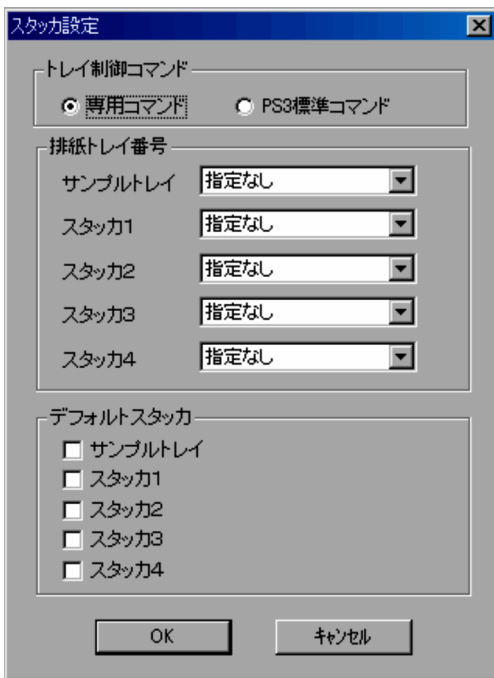 スタッカ設定
トレイ制御コマンド
専用コマンド PS3標準コマンド
排紙トレイ番号
サンプルトレイ 指定なし
スタッカ1 指定なし
スタッカ2 指定なし
スタッカ3 指定なし
スタッカ4 指定なし
デフォルトスタッカ
サンプルトレイ
スタッカ1
スタッカ2
スタッカ3
スタッカ4
OK ｷｬﾝｾﾙ